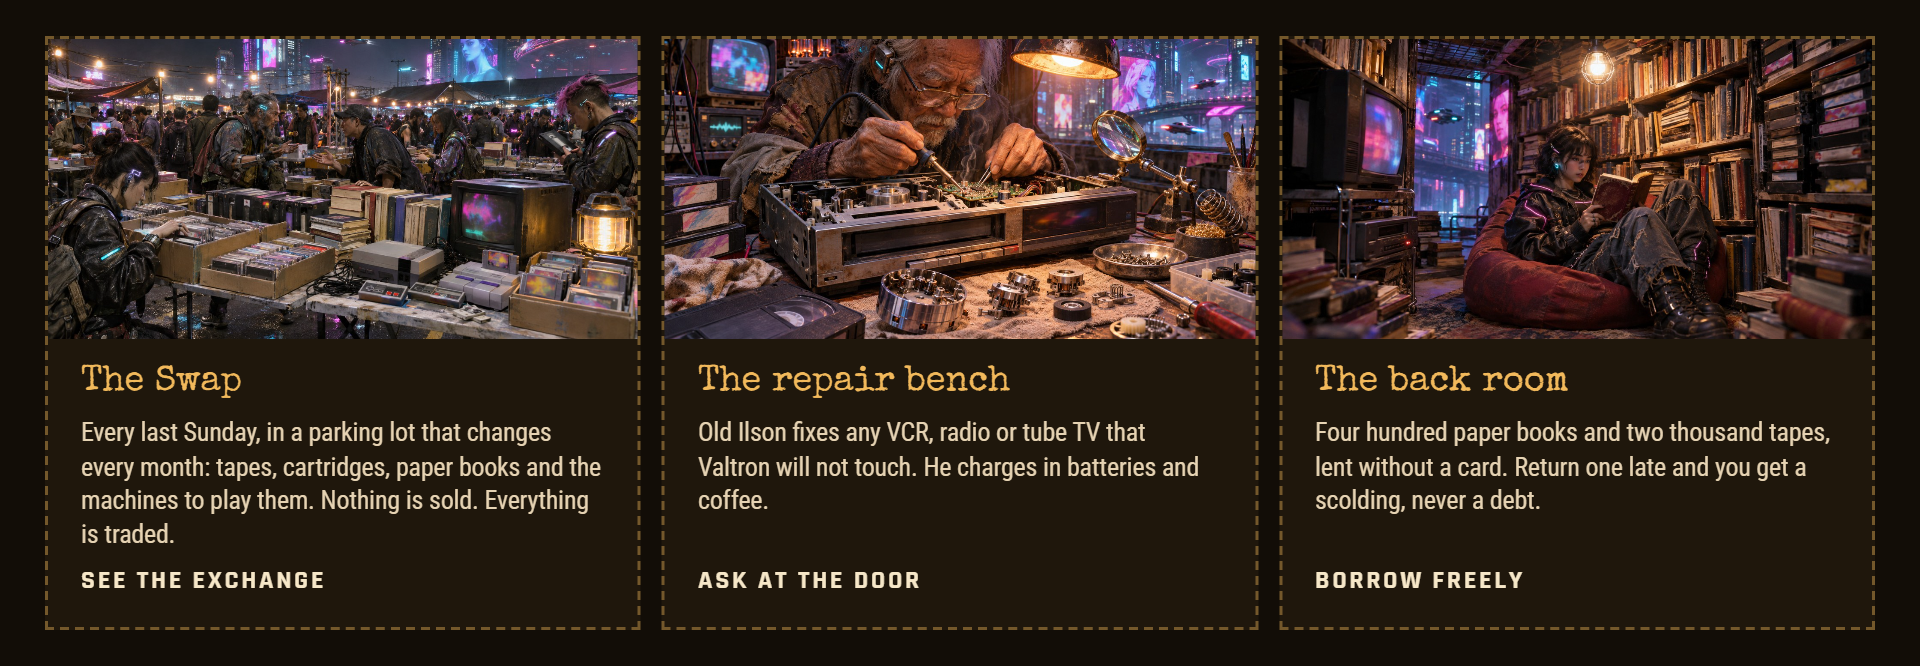 The Swap
Every last Sunday, in a parking lot that changes
every month: tapes, cartridges, paper books and the
machines to play them. Nothing is sold. Everything
is traded.
SEE THE EXCHANGE
The repair bench
Old Ilson fixes any VCR, radio or tube TV that
Valtron will not touch. He charges in batteries and
coffee.
ASK AT THE DOOR
The back room
Four hundred paper books and two thousand tapes,
lent without a card. Return one late and you get a
scolding, never a debt.
BORROW FREELY